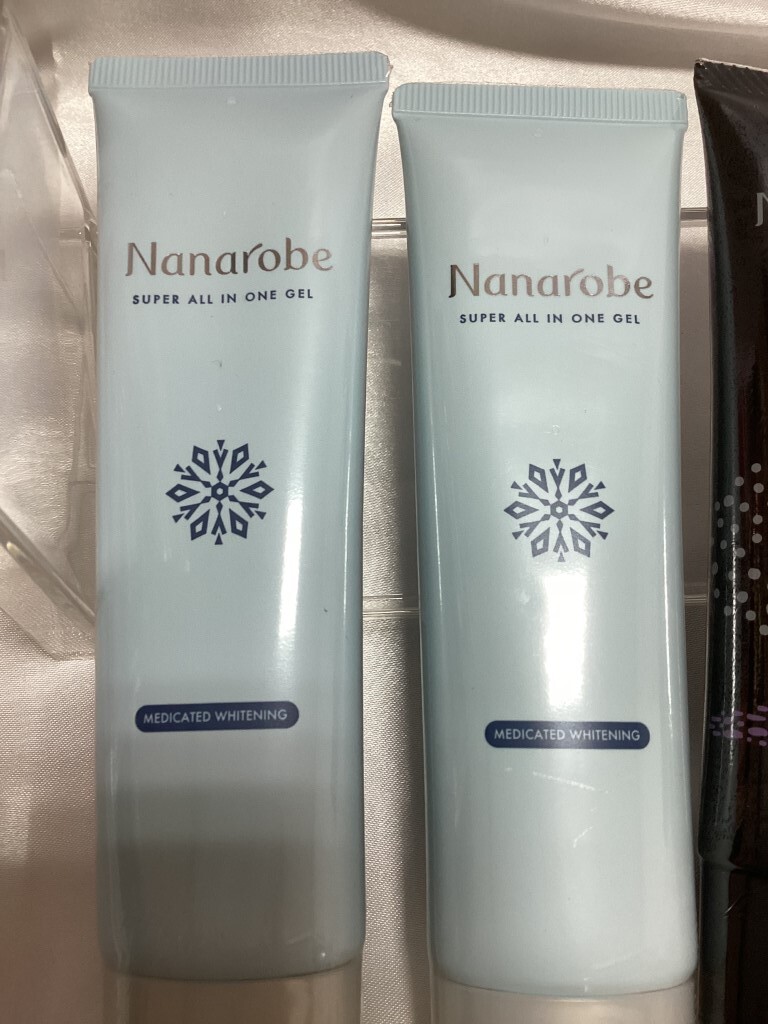 Nanarobe
SUPER ALL IN ONE GEL
MEDICATED WHITENING
Nanarobe
SUPER ALL IN ONE GEL
MEDICATED WHITENING